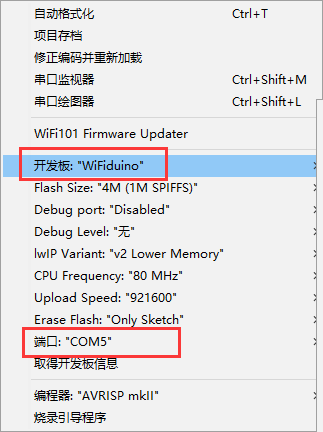 自动格式化 Ctrl+T
项目存档
修正编码并重新加载
串口监视器 Ctrl+Shift+M
串口绘图器 Ctrl+Shift+L
WiFi101 Firmware Updater
开发板: "WiFiduino"
Flash Size: "4M (1M SPIFFS)"
Debug port: "Disabled"
Debug Level: "无"
lwIP Variant: "v2 Lower Memory"
CPU Frequency: "80 MHz"
Upload Speed: "921600"
Erase Flash: "Only Sketch"
端口: "COM5"
取得开发板信息
编程器: "AVRISP mkII"
烧录引导程序